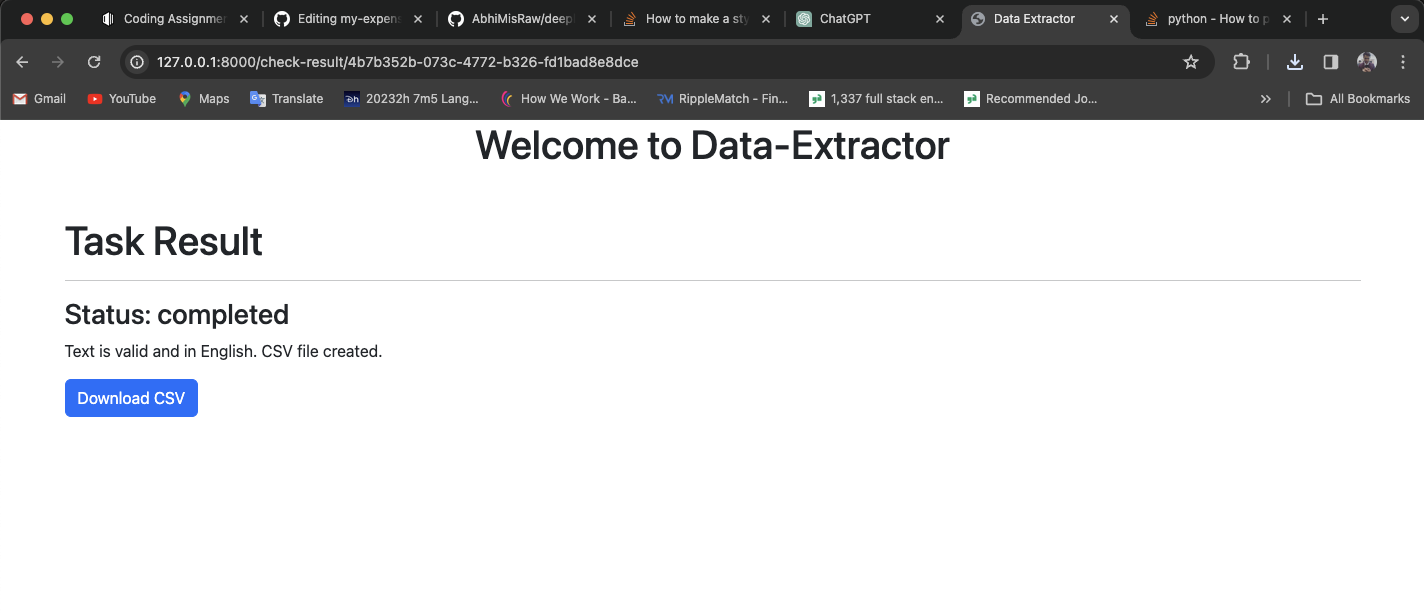 Coding Assignmer
Editing my-expens
AbhiMisRaw/deep
How to make a sty
ChatGPT
Data Extractor
python - How to p
127.0.0.1:8000/check-result/4b7b352b-073c-4772-b326-fd1bad8e8dce
Gmail
YouTube
Maps
Translate
20232h 7m5 Lang...
How We Work - Ba...
RippleMatch - Fin...
1,337 full stack en...
Recommended Jo...
All Bookmarks
Welcome to Data-Extractor
Task Result
Status: completed
Text is valid and in English. CSV file created.
Download CSV